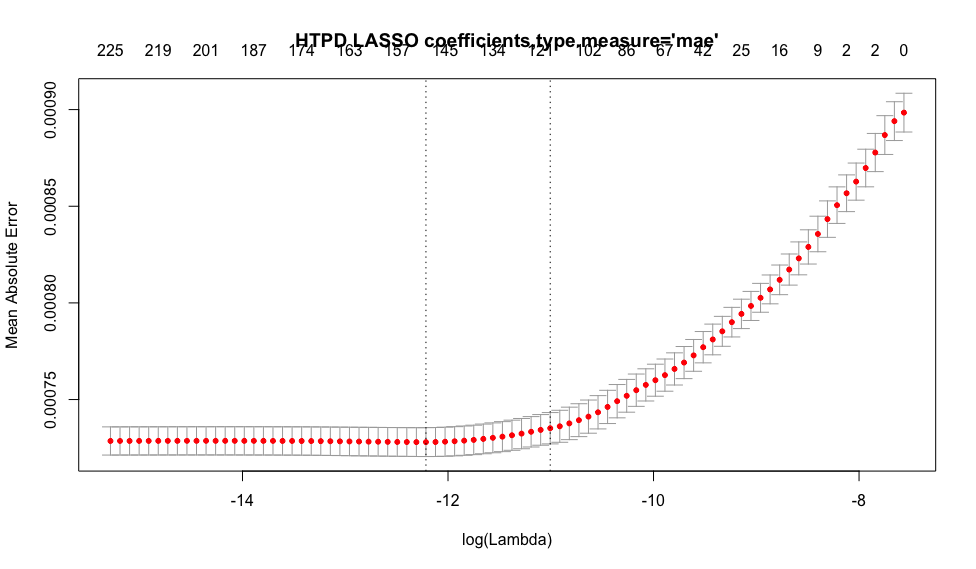 HTPD LASSO coefficients,type.measure='mae'
225 219 201 187 174 163 157 145 134 121 102 86 67 42 25 16 9 2 2 0
0.00090
0.00085
0.00080
0.00075
Mean Absolute Error
-14 -12 -10 -8
log(Lambda)